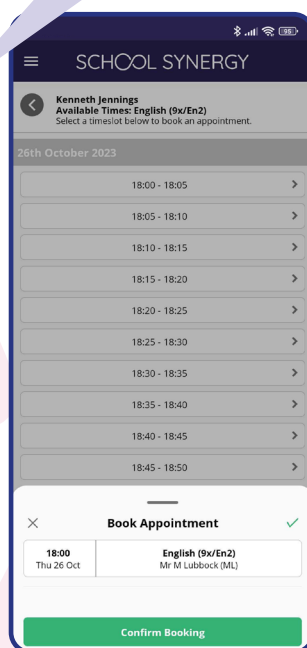 95
SCHOOL SYNERGY
Kenneth Jennings
Available Times: English (9x/En2)
Select a timeslot below to book an appointment.
26th October 2023
18:00 - 18:05
18:05 - 18:10
18:10 - 18:15
18:15 - 18:20
18:20 - 18:25
18:25 - 18:30
18:30 - 18:35
18:35 - 18:40
18:40 - 18:45
18:45 - 18:50
Book Appointment
18:00 English (9x/En2)
Thu 26 Oct Mr M Lubbock (ML)
Confirm Booking